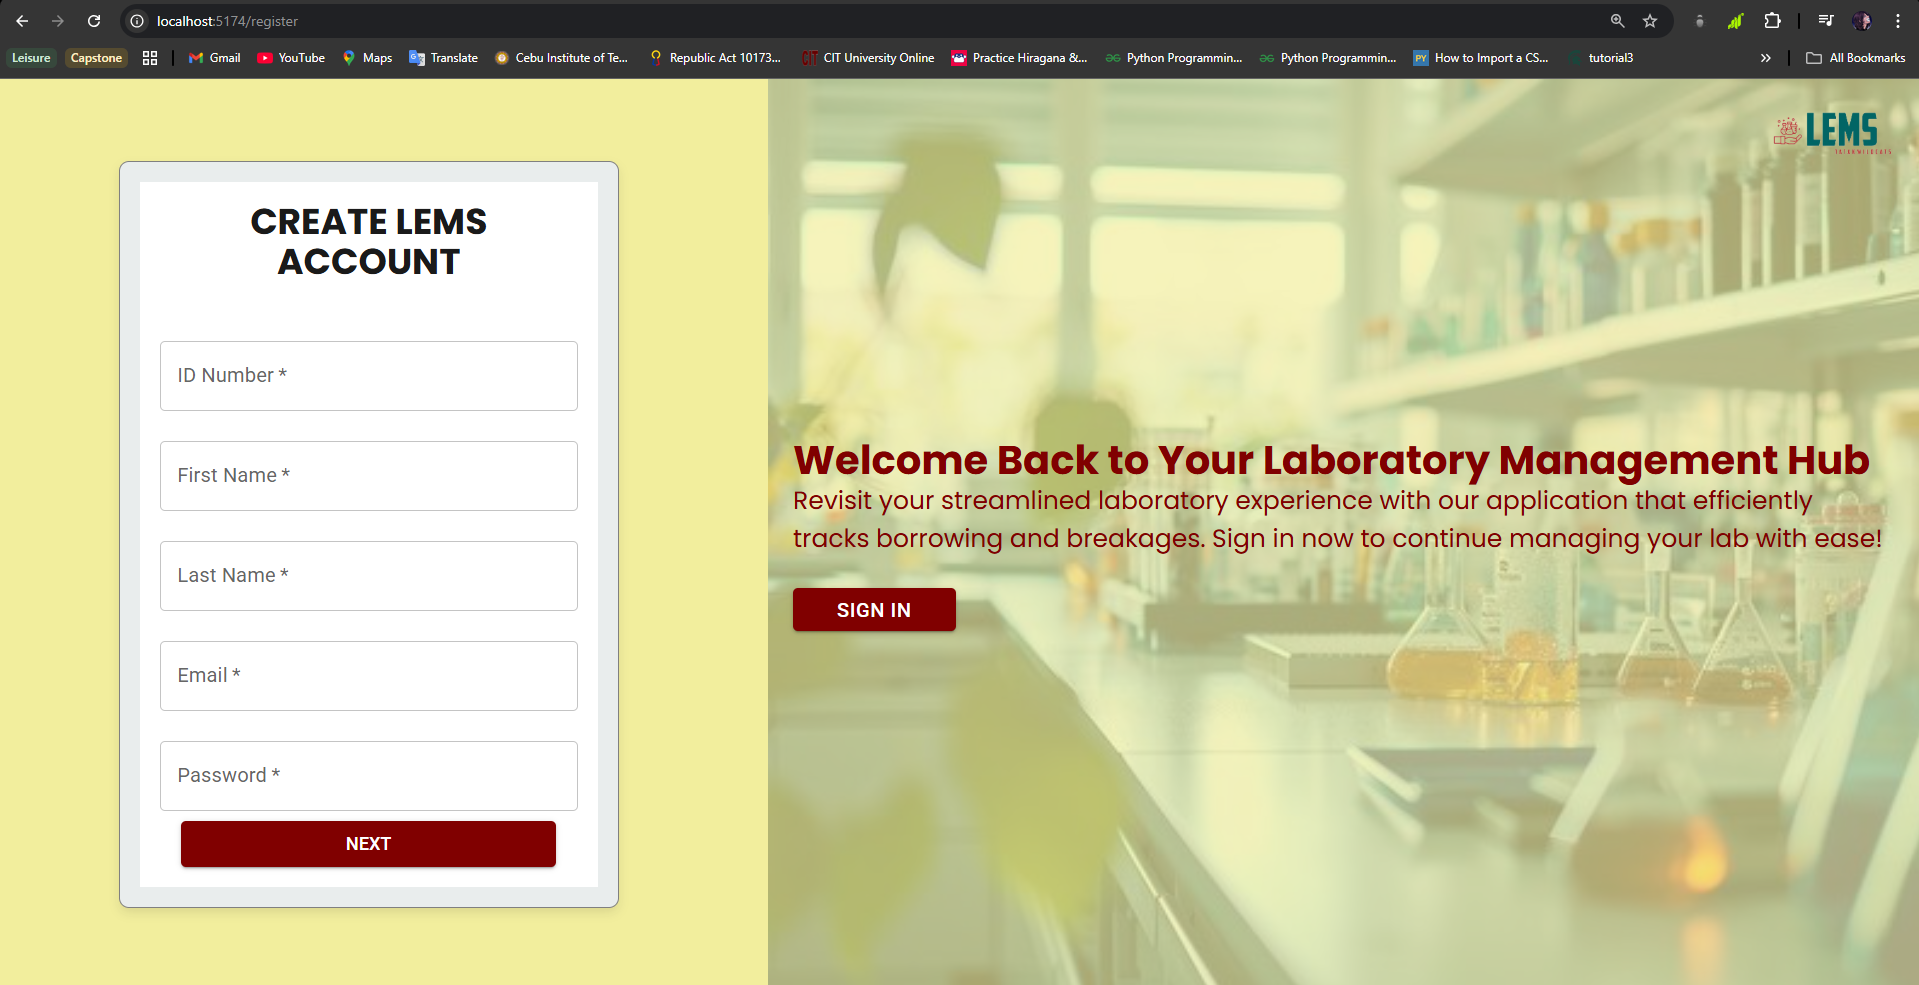 localhost:5174/register
Leisure
Capstone
Gmail
YouTube
Maps
Translate
Cebu Institute of Te...
Republic Act 10173...
CIT University Online
Practice Hiragana &...
Python Programmin...
Python Programmin...
How to Import a CS...
tutorial3
All Bookmarks
CREATE LEMS
ACCOUNT
ID Number *
First Name *
Last Name *
Email *
Password *
NEXT
LEMS
Welcome Back to Your Laboratory Management Hub
Revisit your streamlined laboratory experience with our application that efficiently
tracks borrowing and breakages. Sign in now to continue managing your lab with ease!
SIGN IN